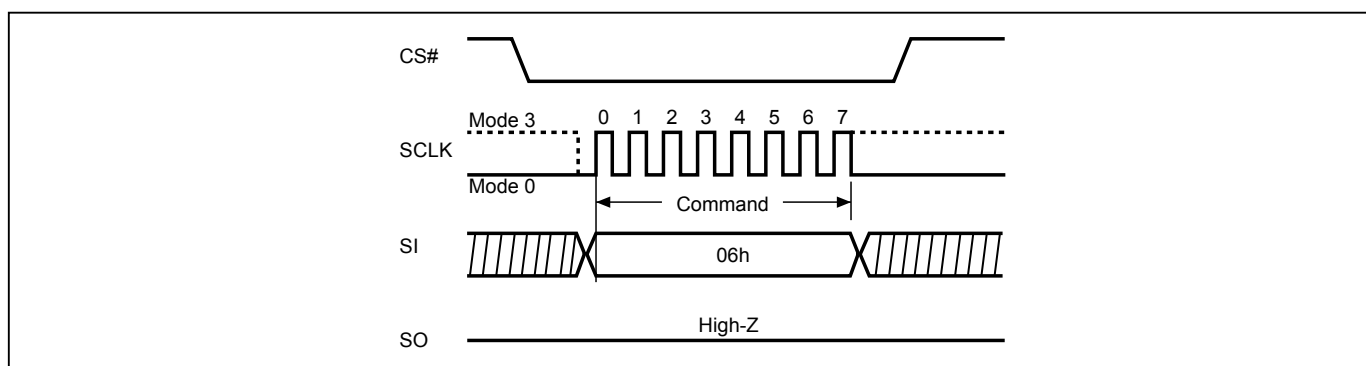 CS#
Mode 3
0 1 2 3 4 5 6 7
SCLK
Mode 0
Command
SI
06h
High-Z
SO